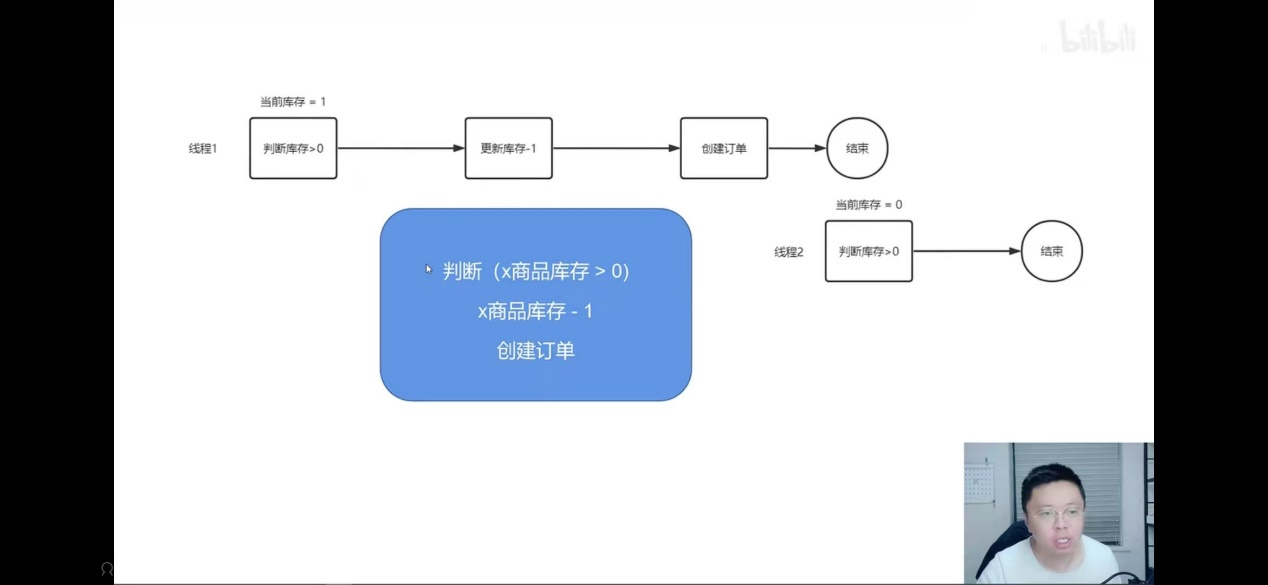 bilibili
当前库存 = 1
线程1
判断库存>0
更新库存-1
创建订单
结束
当前库存 = 0
线程2
判断库存>0
结束
判断（x商品库存 > 0)
x商品库存 - 1
创建订单